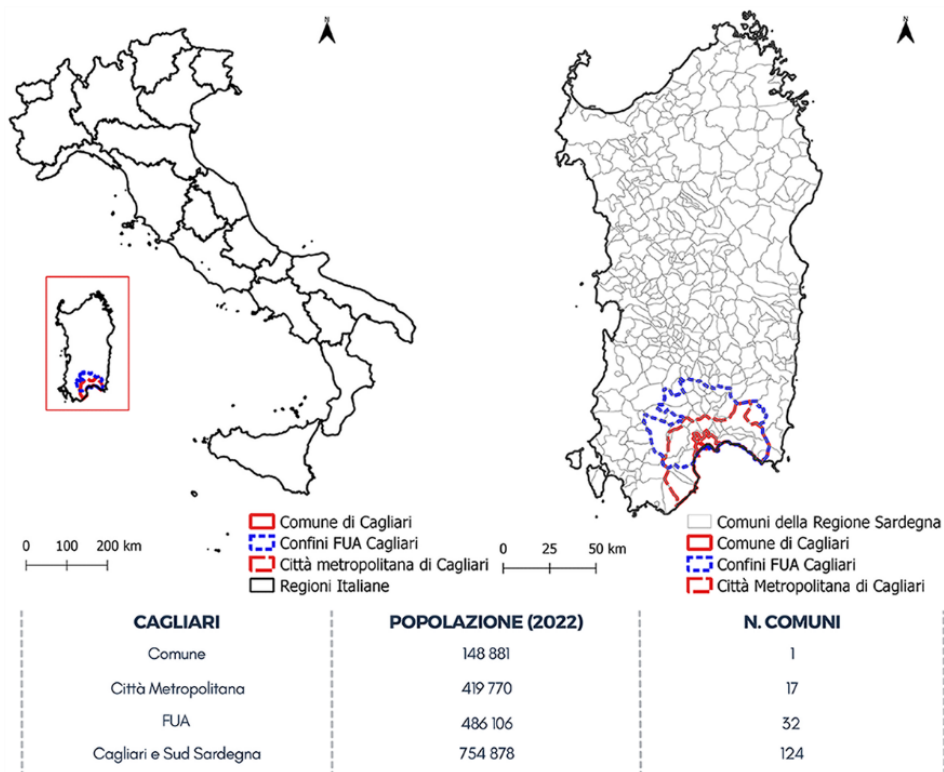 N
N
Comune di Cagliari
Confini FUA Cagliari
Città metropolitana di Cagliari
Regioni Italiane
0 100 200 km
Comuni della Regione Sardegna
Comune di Cagliari
Confini FUA Cagliari
Città Metropolitana di Cagliari
0 25 50 km
CAGLIARI POPOLAZIONE (2022) N. COMUNI
Comune 148 881 1
Città Metropolitana 419 770 17
FUA 486 106 32
Cagliari e Sud Sardegna 754 878 124